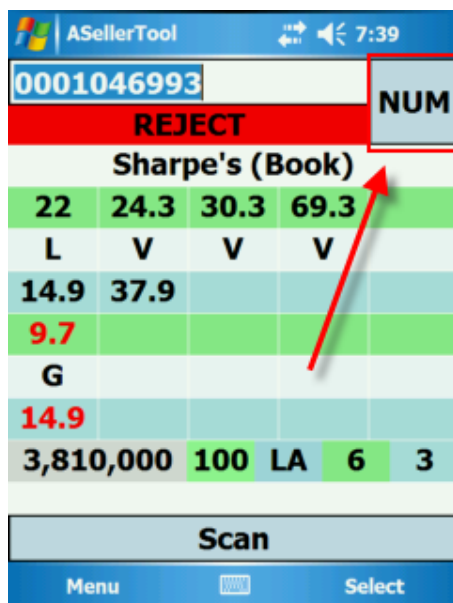 ASellerTool 7:39
0001046993
NUM
REJECT
Sharpe's (Book)
22 24.3 30.3 69.3
L V V V
14.9 37.9
9.7
G
14.9
3,810,000 100 LA 6 3
Scan
Menu Select